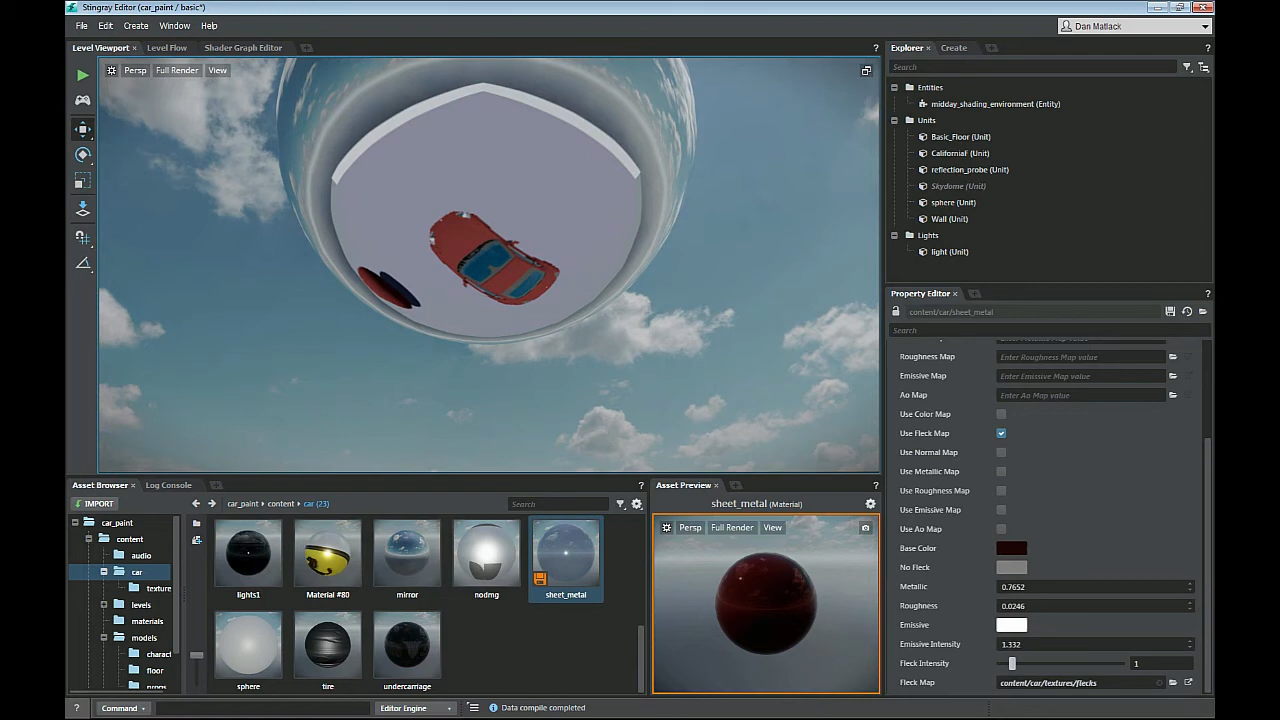 Stingray Editor (car_paint / basic*)
File Edit Create Window Help
Dan Matlack
Level Viewport × Level Flow Shader Graph Editor
?
Persp Full Render View
Explorer × Create
?
Search
Entities
midday_shading_environment (Entity)
Units
Basic_Floor (Unit)
CaliforniaF (Unit)
reflection_probe (Unit)
Skydome (Unit)
sphere (Unit)
Wall (Unit)
Lights
light (Unit)
Property Editor ×
?
content/car/sheet_metal
Search
Roughness Map Enter Roughness Map value
Emissive Map Enter Emissive Map value
Ao Map Enter Ao Map value
Use Color Map
Use Fleck Map
Use Normal Map
Use Metallic Map
Use Roughness Map
Use Emissive Map
Use Ao Map
Base Color
No Fleck
Metallic 0.7652
Roughness 0.0246
Emissive
Emissive Intensity 1.332
Fleck Intensity 1
Fleck Map content/car/textures/flecks
Asset Browser × Log Console
?
IMPORT
car_paint › content › car (23)
Search
car_paint
content
audio
car
texture
levels
materials
models
charact
floor
lights1
Material #80
mirror
nodmg
sheet_metal
sphere
tire
undercarriage
Asset Preview ×
?
sheet_metal (Material)
Persp Full Render View
? Command
Editor Engine
Data compile completed